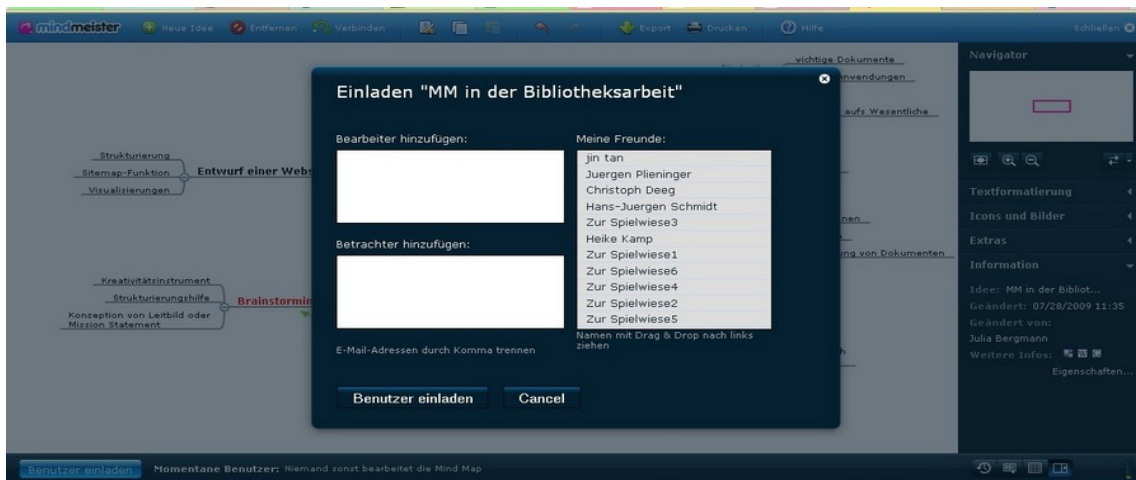 mindmeister
Neue Idee
Entfernen
Verbinden
Export
Drucken
Hilfe
Schließen
wichtige Dokumente
Anwendungen
aufs Wesentliche
Strukturierung
Sitemap-Funktion
Visualisierungen
Entwurf einer Webs
nen
ng von Dokumenten
Kreativitätsinstrument
Strukturierungshilfe
Konzeption von Leitbild oder
Mission Statement
Brainstormin
Einladen "MM in der Bibliotheksarbeit"
Bearbeiter hinzufügen:
Betrachter hinzufügen:
E-Mail-Adressen durch Komma trennen
Meine Freunde:
jin tan
Juergen Plieninger
Christoph Deeg
Hans-Juergen Schmidt
Zur Spielwiese3
Heike Kamp
Zur Spielwiese1
Zur Spielwiese6
Zur Spielwiese4
Zur Spielwiese2
Zur Spielwiese5
Namen mit Drag & Drop nach links
ziehen
Benutzer einladen
Cancel
Navigator
Textformatierung
Icons und Bilder
Extras
Information
Idee: MM in der Bibliot...
Geändert: 07/28/2009 11:35
Geändert von:
Julia Bergmann
Weitere Infos:
Eigenschaften...
Benutzer einladen
Momentane Benutzer: Niemand sonst bearbeitet die Mind Map